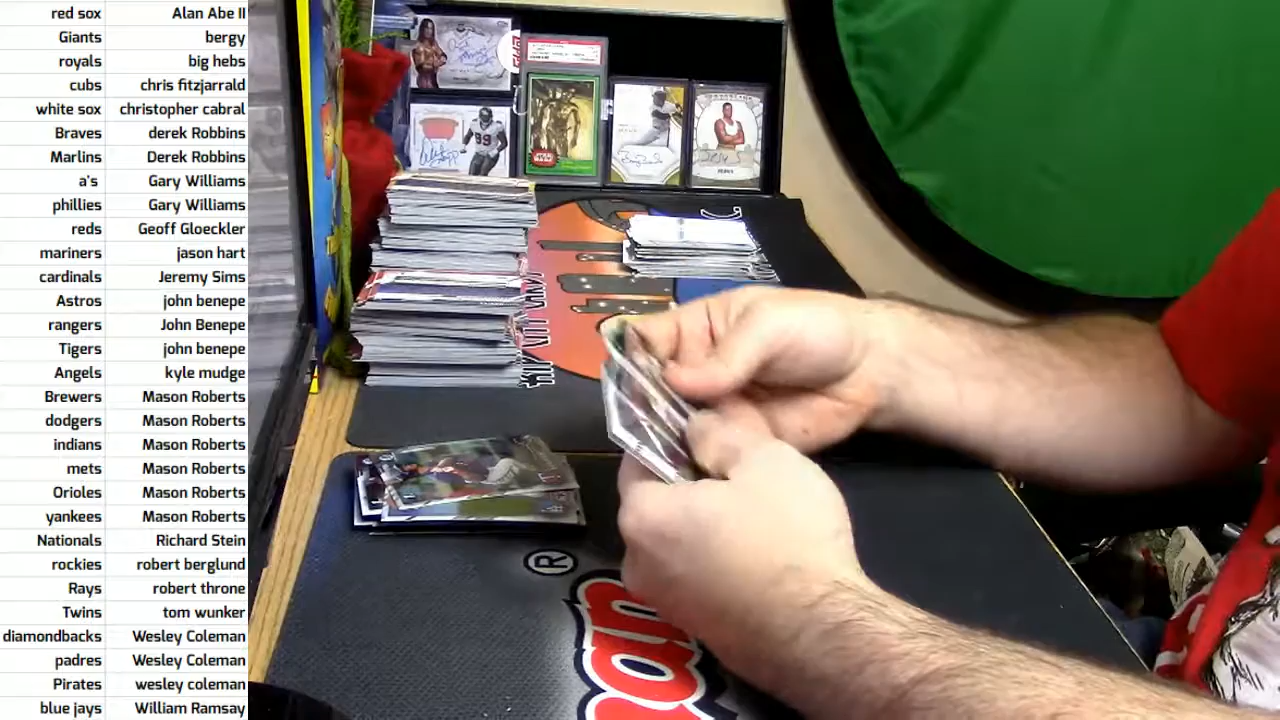 red sox Alan Abe II
Giants bergy
royals big hebs
cubs chris fitzjarrald
white sox christopher cabral
Braves derek Robbins
Marlins Derek Robbins
a's Gary Williams
phillies Gary Williams
reds Geoff Gloeckler
mariners jason hart
cardinals Jeremy Sims
Astros john benepe
rangers John Benepe
Tigers john benepe
Angels kyle mudge
Brewers Mason Roberts
dodgers Mason Roberts
indians Mason Roberts
mets Mason Roberts
Orioles Mason Roberts
yankees Mason Roberts
Nationals Richard Stein
rockies robert berglund
Rays robert throne
Twins tom wunker
diamondbacks Wesley Coleman
padres Wesley Coleman
Pirates wesley coleman
blue jays William Ramsay
STAR WARS
99
®